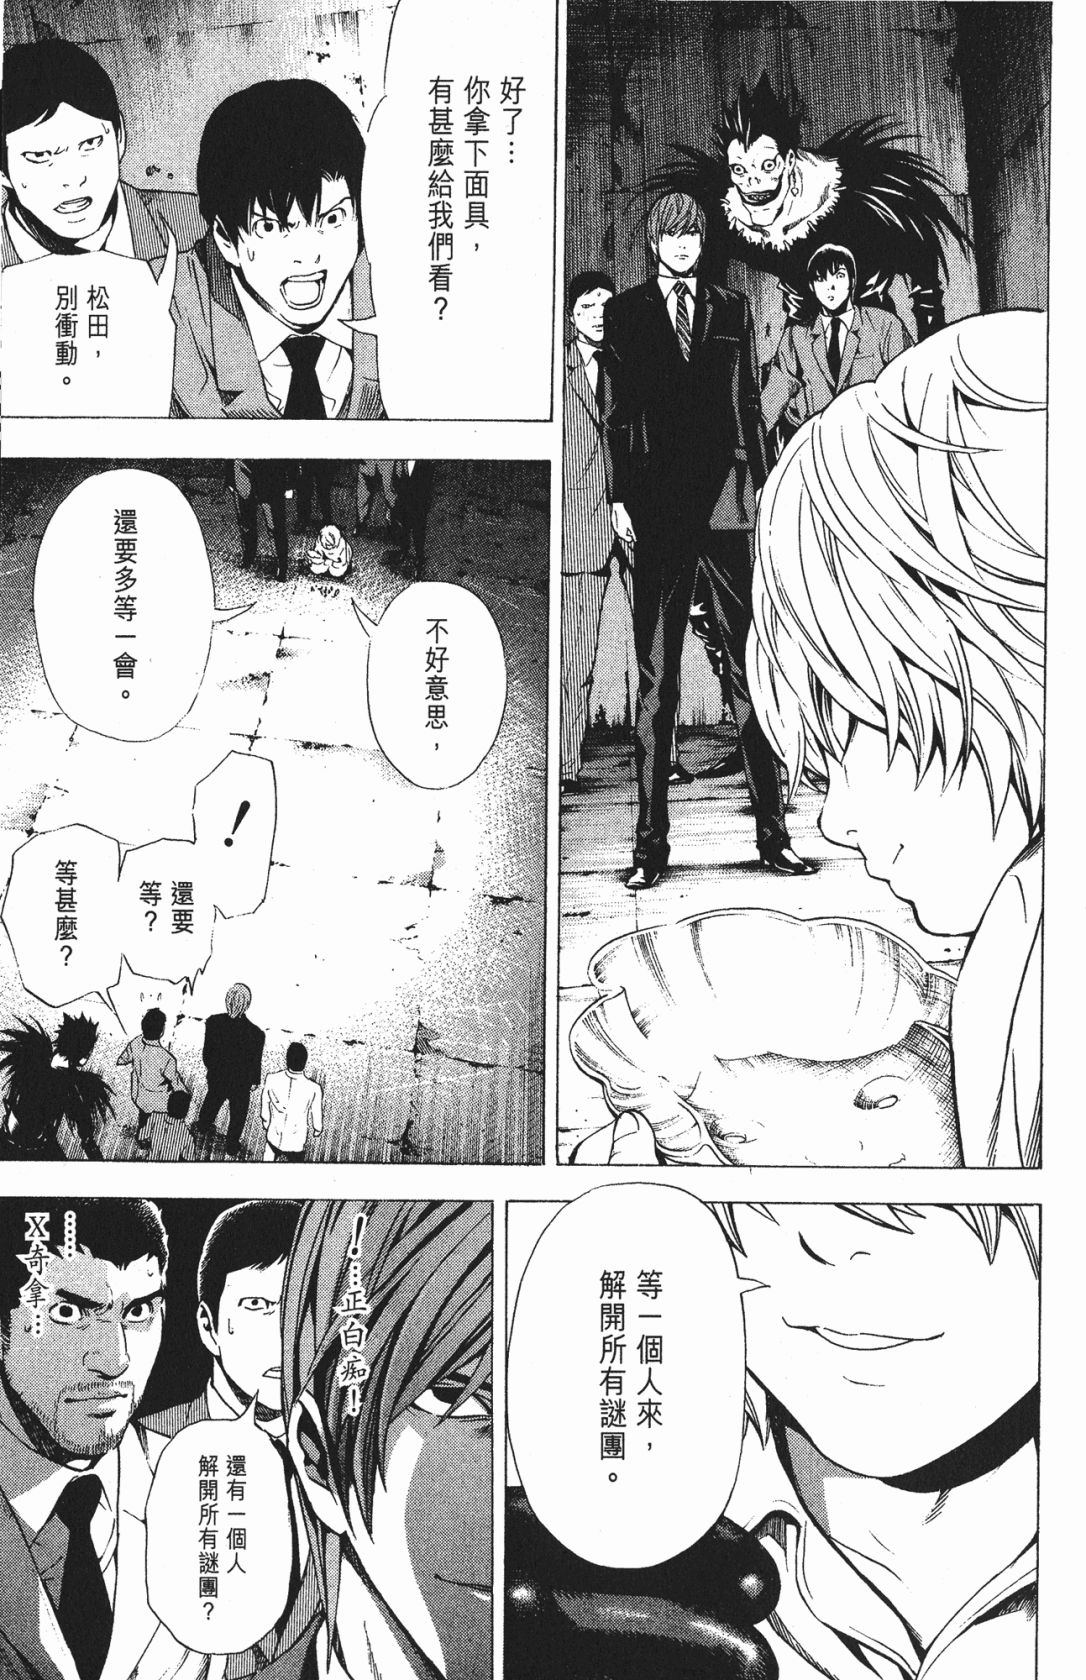 好了…
你拿下面具，
有甚麼給我們看？
松田，
別衝動。
不好意思，
還要多等一會。
！
還要
等？
等甚麼？
等一個人來，
解開所有謎團。
！…正白痴！
還有一個人
解開所有謎團？
……
X奇拿…